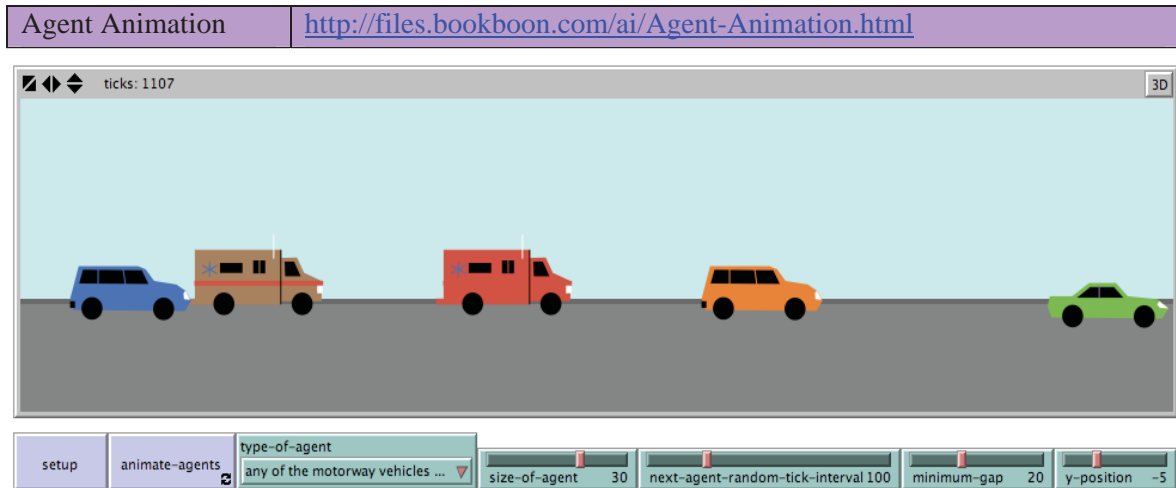 Agent Animation http://files.bookboon.com/ai/Agent-Animation.html
ticks: 1107 3D
setup animate-agents type-of-agent
any of the motorway vehicles ... size-of-agent 30 next-agent-random-tick-interval 100 minimum-gap 20 y-position -5